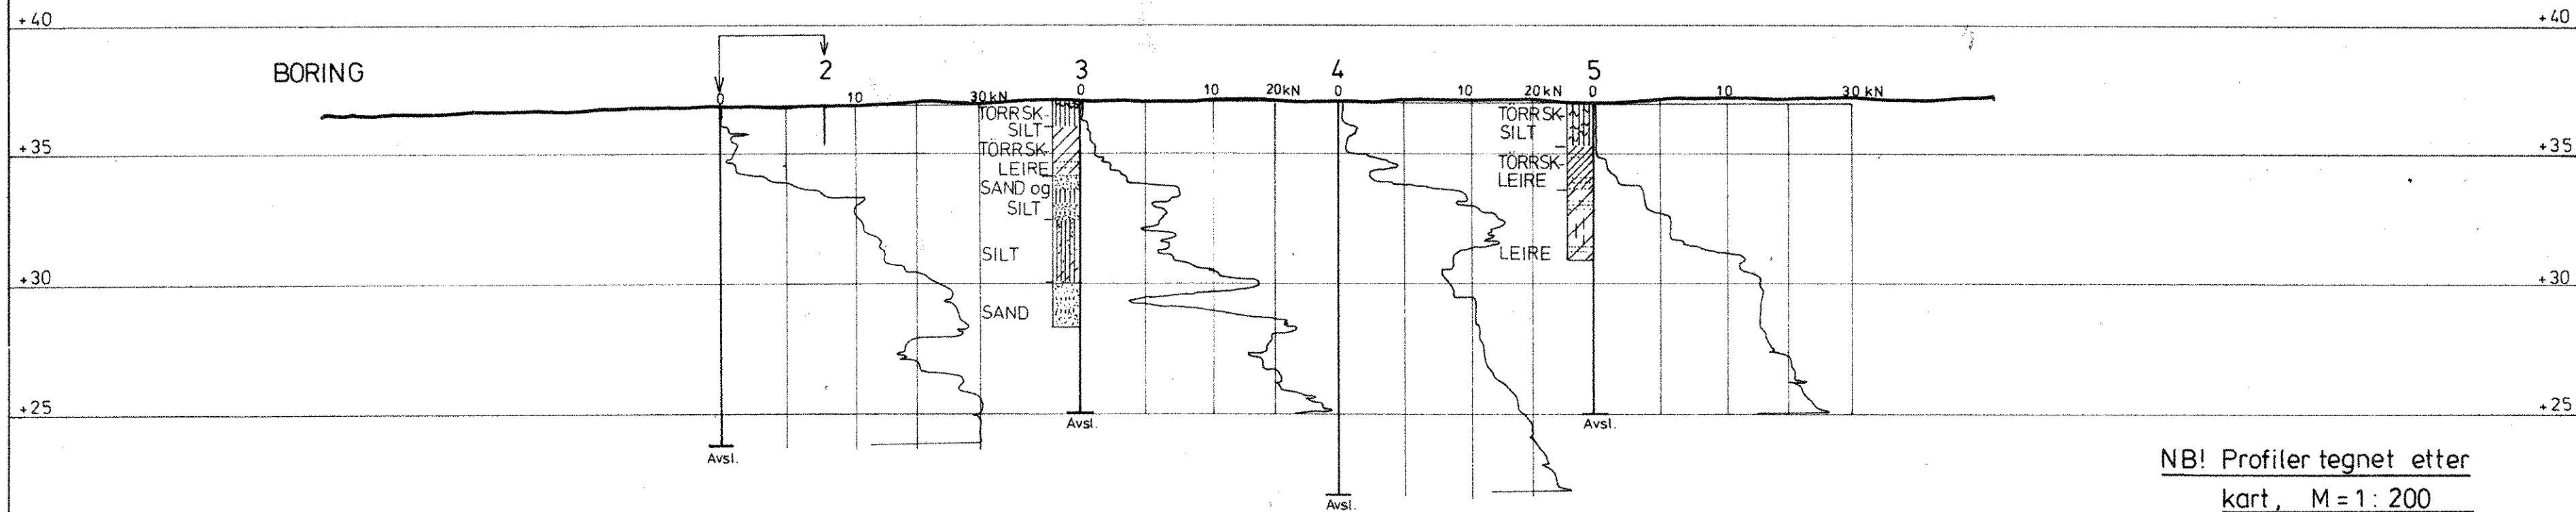 +40
+40
BORING
2
3
4
5
0
10
30 kN
0
10
20kN
0
10
20 kN
0
10
30 kN
TÖRRSK-
SILT
TÖRRSK-
LEIRE
SAND og
SILT
SILT
SAND
TÖRRSK-
SILT
TÖRRSK-
LEIRE
LEIRE
+35
+35
+30
+30
+25
+25
Avsl.
Avsl.
Avsl.
Avsl.
NB! Profiler tegnet etter
kart, M = 1 : 200